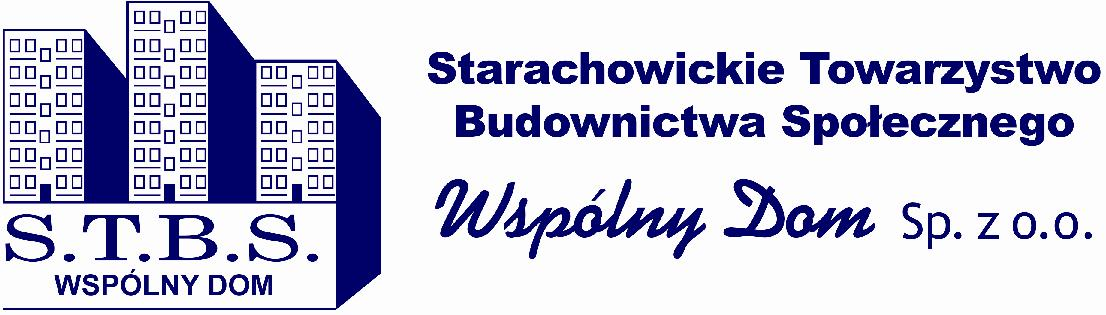 S.T.B.S.
WSPÓLNY DOM
Starachowickie Towarzystwo
Budownictwa Społecznego
Wspólny Dom Sp. z o.o.